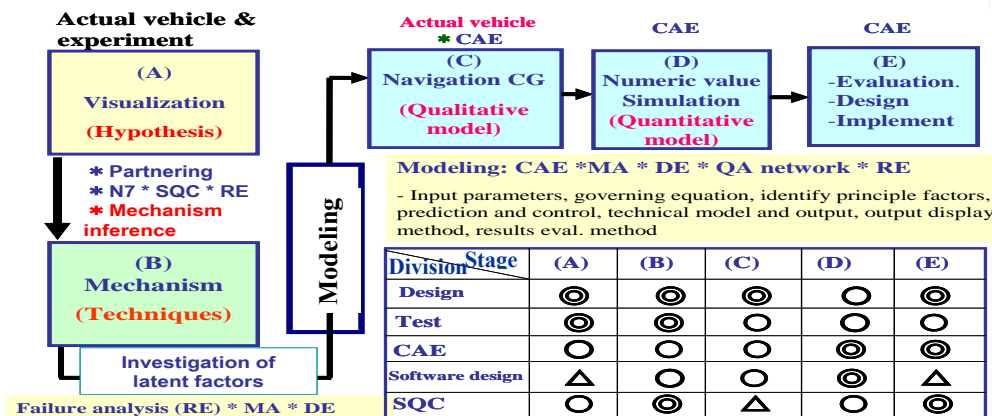 Actual vehicle &
experiment
(A)
Visualization
(Hypothesis)
* Partnering
* N7 * SQC * RE
* Mechanism
inference
(B)
Mechanism
(Techniques)
Investigation of
latent factors
Failure analysis (RE) * MA * DE
Modeling
Actual vehicle
* CAE
(C)
Navigation CG
(Qualitative
model)
CAE
(D)
Numeric value
Simulation
(Quantitative
model)
CAE
(E)
-Evaluation.
-Design
-Implement
Modeling: CAE *MA * DE * QA network * RE
- Input parameters, governing equation, identify principle factors,
prediction and control, technical model and output, output display
method, results eval. method
Division Stage (A) (B) (C) (D) (E)
Design ◎ ◎ ◎ ○ ◎
Test ◎ ◎ ○ ○ ○
CAE ○ ○ ○ ◎ ◎
Software design △ ○ ○ ◎ △
SQC ○ ◎ △ ○ ◎